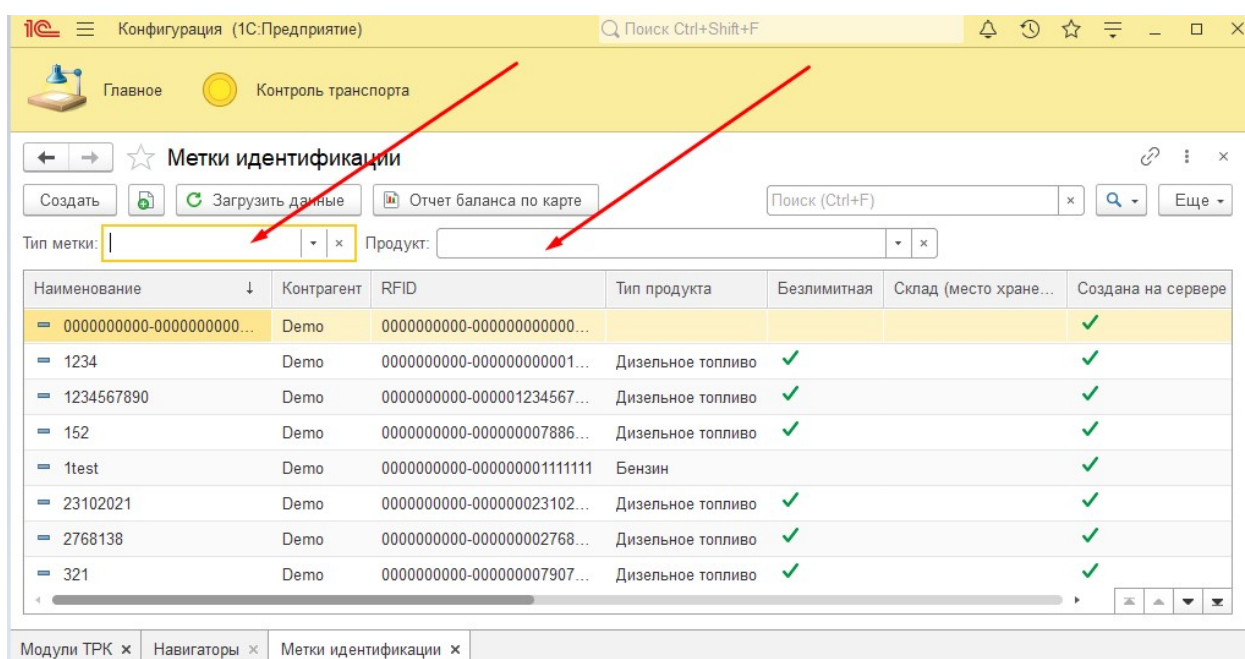 1С Конфигурация (1С:Предприятие) Поиск Ctrl+Shift+F
Главное Контроль транспорта
Метки идентификации
Создать Загрузить данные Отчет баланса по карте Поиск (Ctrl+F) × Еще
Тип метки: × Продукт: ×
Наименование ↓ Контрагент RFID Тип продукта Безлимитная Склад (место хране... Создана на сервере
0000000000-0000000000... Demo 0000000000-000000000000...
1234 Demo 0000000000-000000000001... Дизельное топливо
1234567890 Demo 0000000000-000001234567... Дизельное топливо
152 Demo 0000000000-000000007886... Дизельное топливо
1test Demo 0000000000-000000001111111 Бензин
23102021 Demo 0000000000-000000023102... Дизельное топливо
2768138 Demo 0000000000-000000002768... Дизельное топливо
321 Demo 0000000000-000000007907... Дизельное топливо
Модули ТРК × Навигаторы × Метки идентификации ×